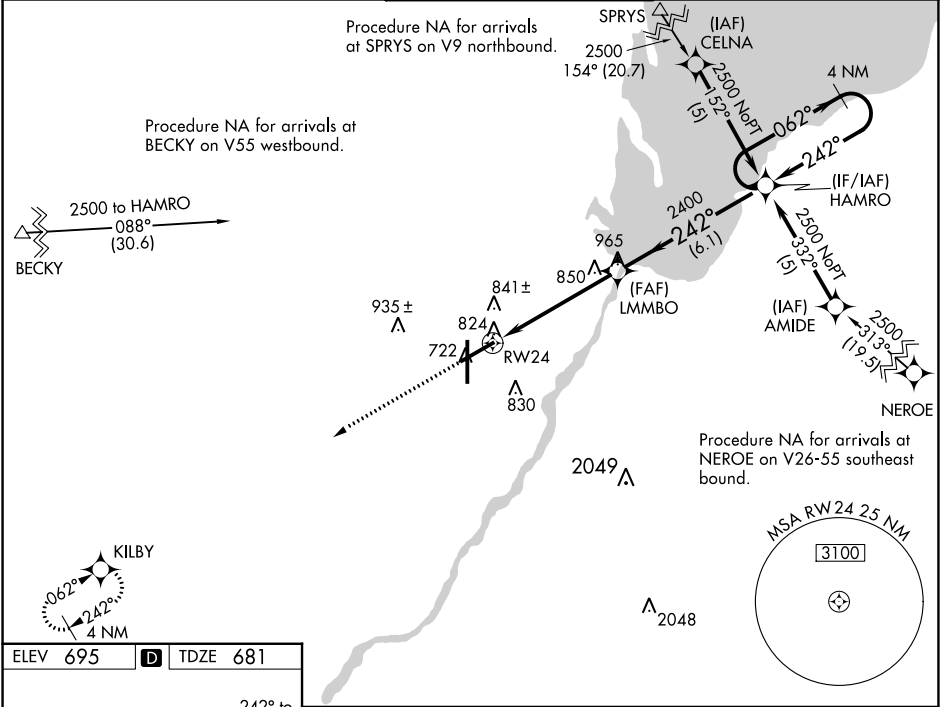 Procedure NA for arrivals
at SPRYS on V9 northbound.
SPRYS
2500
154° (20.7)
(IAF)
CELNA
2500 NoPT
152°
(5)
4 NM
062°
242°
(IF/IAF)
HAMRO
Procedure NA for arrivals at
BECKY on V55 westbound.
2500 to HAMRO
088°
(30.6)
BECKY
2400
242°
(6.1)
965
850
(FAF)
LMMBO
2500 NoPT
332°
(5)
(IAF)
AMIDE
2500
313°
(19.5)
NEROE
841±
935±
824
722
RW24
830
Procedure NA for arrivals at
NEROE on V26-55 southeast
bound.
2049
MSA RW24 25 NM
3100
2048
KILBY
062°
242°
4 NM
ELEV 695 D TDZE 681
242° to